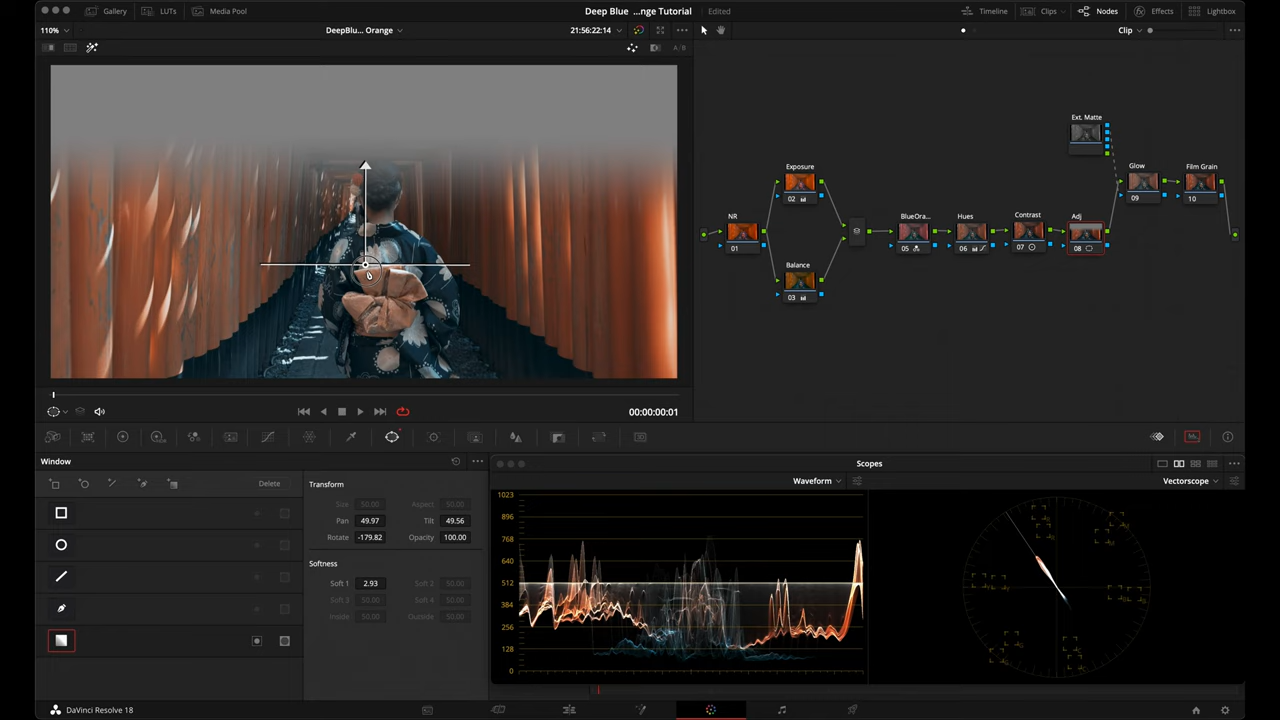 Gallery LUTs Media Pool Deep Blue ...nge Tutorial Edited Timeline Clips Nodes Effects Lightbox
110% DeepBlu... Orange 21:56:22:14 Clip
A/B
Ext. Matte
Exposure Glow Film Grain
02 09 10
NR BlueOra... Hues Contrast Adj
01 05 06 07 08
Balance
03
00:00:00:01
Window Scopes
Delete Transform Waveform Vectorscope
Size 50.00 Aspect 50.00
Pan 49.97 Tilt 49.56
Rotate -179.82 Opacity 100.00
Softness
Soft 1 2.93 Soft 2 50.00
Soft 3 50.00 Soft 4 50.00
Inside 50.00 Outside 50.00
1023
896
768
640
512
384
256
128
0
DaVinci Resolve 18